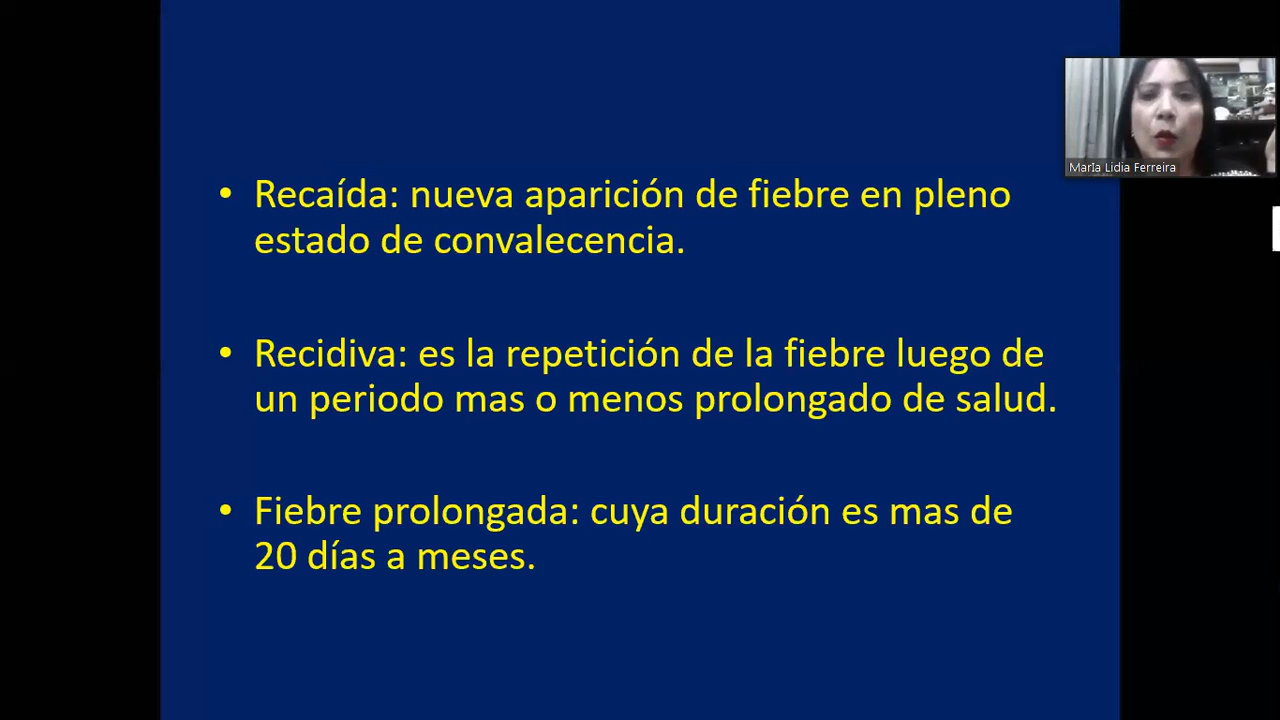 MarÍa Lidia Ferreira
• Recaída: nueva aparición de fiebre en pleno
estado de convalecencia.
• Recidiva: es la repetición de la fiebre luego de
un periodo mas o menos prolongado de salud.
• Fiebre prolongada: cuya duración es mas de
20 días a meses.